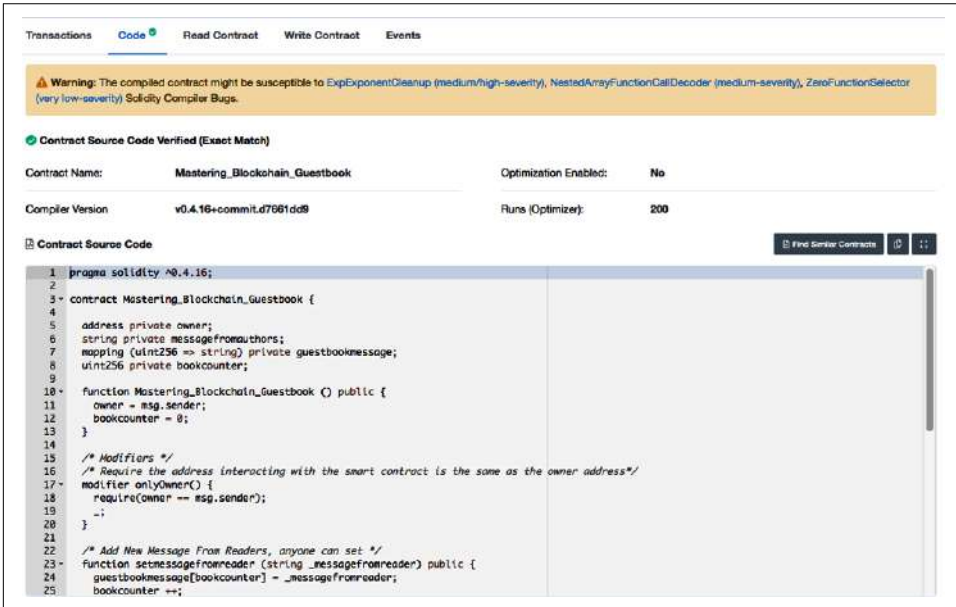 Transactions Code Read Contract Write Contract Events
Warning: The compiled contract might be susceptible to ExpExponentCleanup (medium/high-severity), NestedArrayFunctionCallDecoder (medium-severity), ZeroFunctionSelector
(very low-severity) Solidity Compiler Bugs.
Contract Source Code Verified (Exact Match)
Contract Name: Mastering_Blockchain_Guestbook Optimization Enabled: No
Compiler Version v0.4.16+commit.d7661dd9 Runs (Optimizer): 200
Contract Source Code Find Similar Contracts
1 pragma solidity ^0.4.16;
2
3 contract Mastering_Blockchain_Guestbook {
4
5 address private owner;
6 string private messagefromauthors;
7 mapping (uint256 => string) private guestbookmessage;
8 uint256 private bookcounter;
9
10 function Mastering_Blockchain_Guestbook () public {
11 owner = msg.sender;
12 bookcounter = 0;
13 }
14
15 /* Modifiers */
16 /* Require the address interacting with the smart contract is the same as the owner address*/
17 modifier onlyOwner() {
18 require(owner == msg.sender);
19 _;
20 }
21
22 /* Add New Message From Readers, anyone can set */
23 function setmessagefromreader (string _messagefromreader) public {
24 guestbookmessage[bookcounter] = _messagefromreader;
25 bookcounter ++;